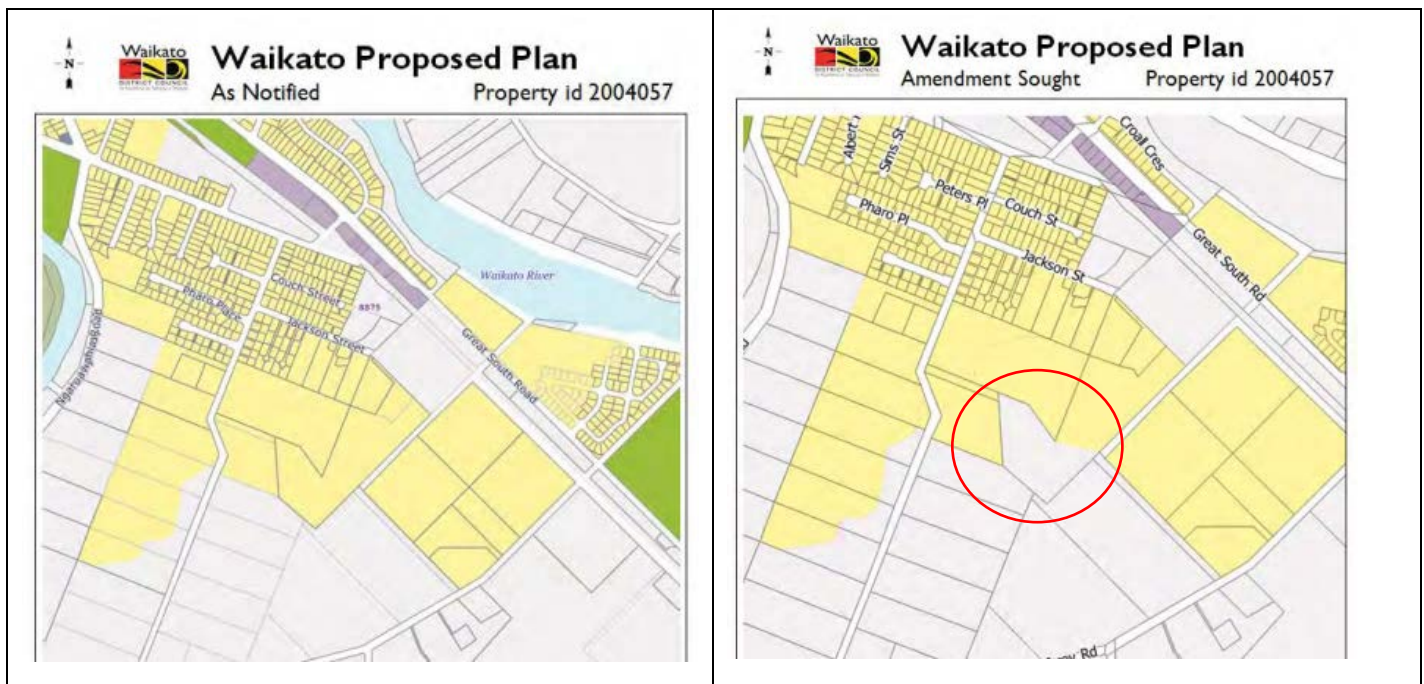 N
Waikato
DISTRICT COUNCIL
Waikato Proposed Plan
As Notified
Property id 2004057
Waikato River
Couch Street
Pharo Place
8875
Jackson Street
Great South Road
Ngaruawahia Road
N
Waikato
DISTRICT COUNCIL
Waikato Proposed Plan
Amendment Sought
Property id 2004057
Albert
Sims St
Croall Cres
Peters Pl
Couch St
Pharo Pl
Jackson St
Great South Rd
Rd